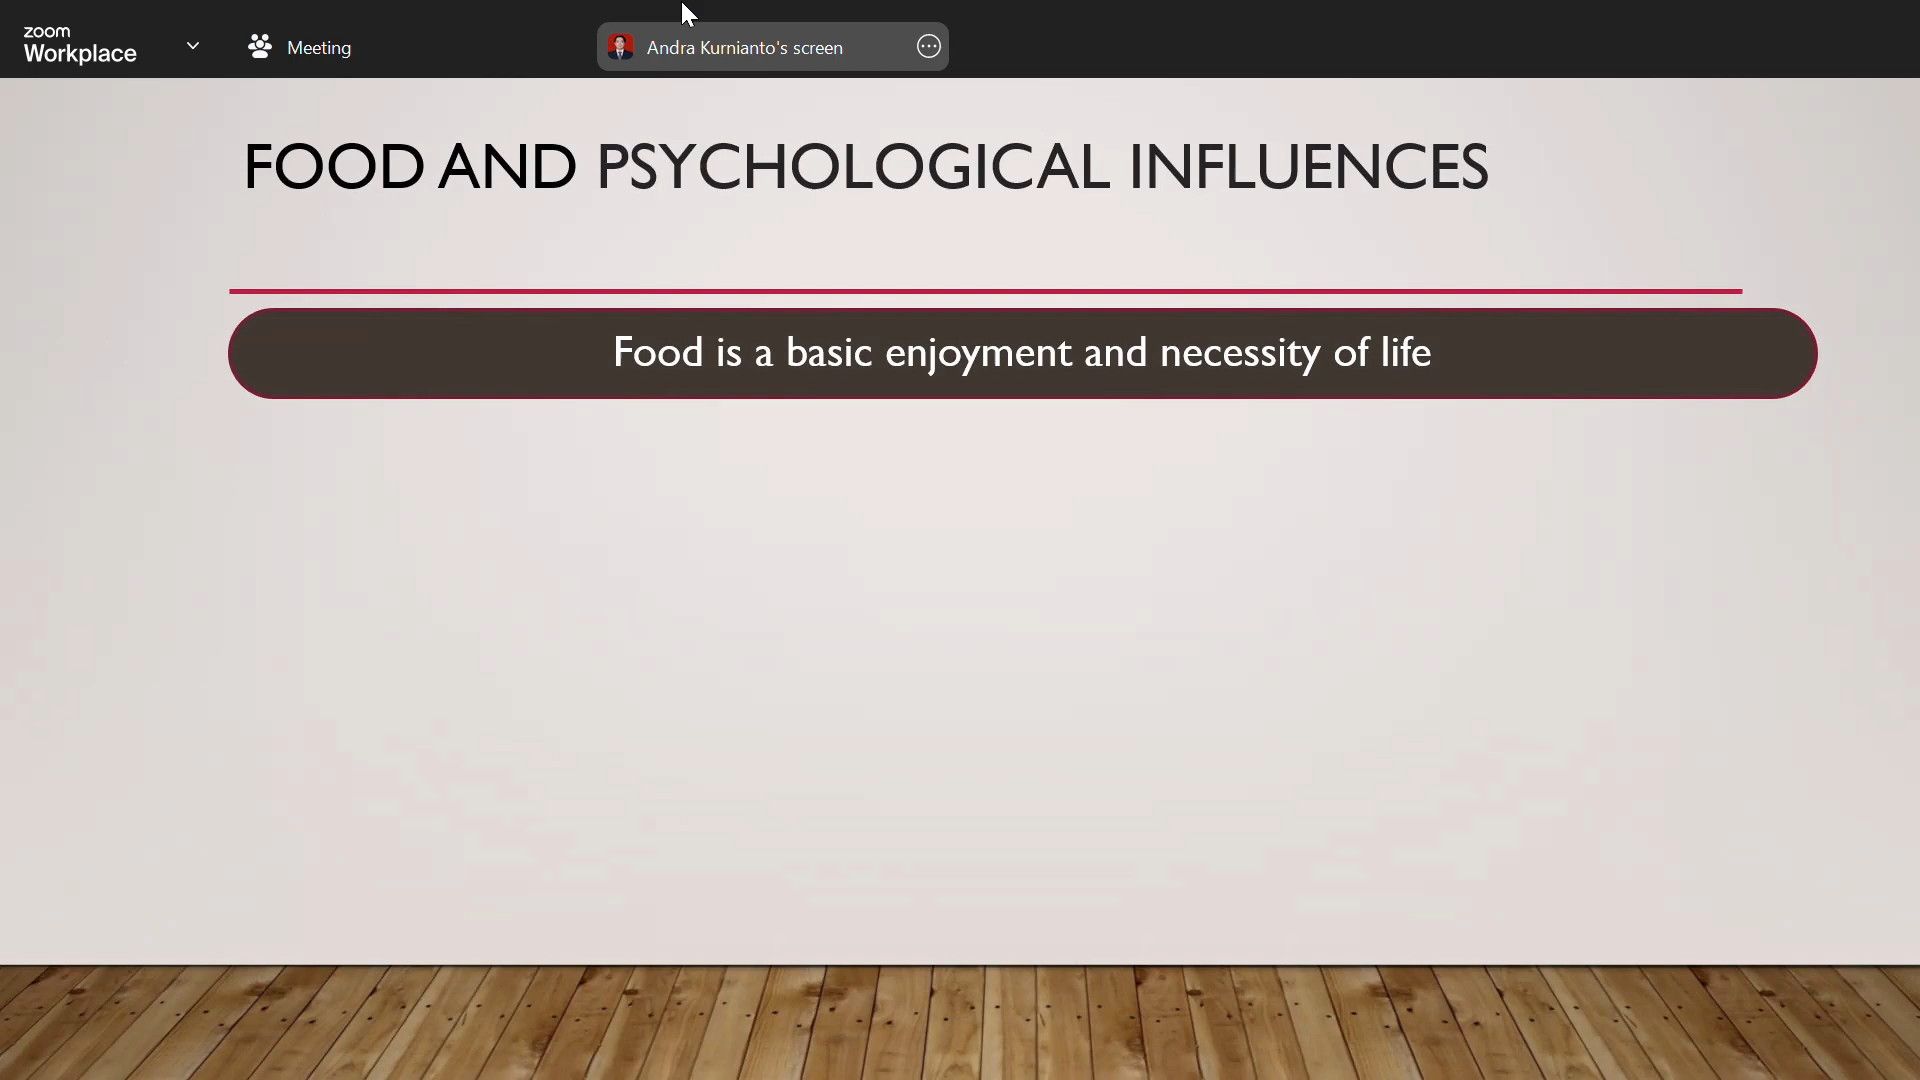 zoom
Workplace
Meeting
Andra Kurnianto's screen
FOOD AND PSYCHOLOGICAL INFLUENCES
Food is a basic enjoyment and necessity of life